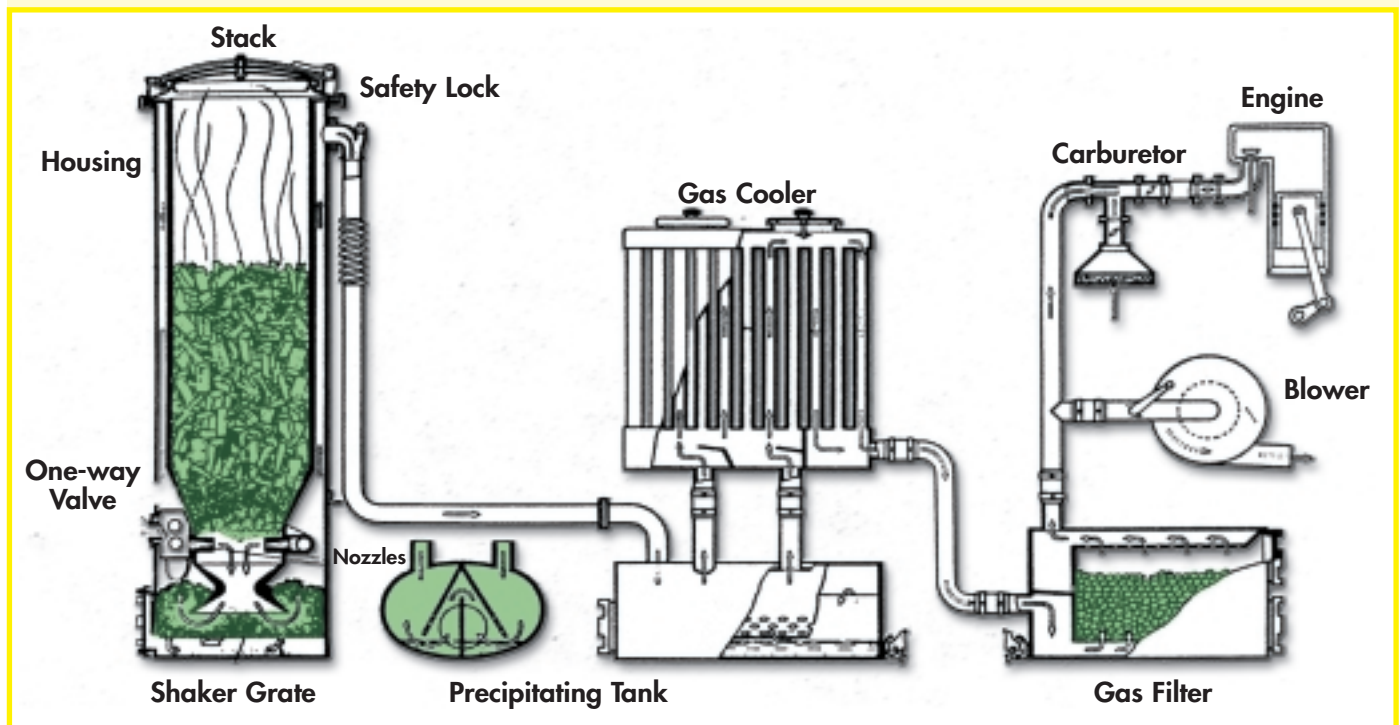 Stack
Safety Lock
Housing
Engine
Carburetor
Gas Cooler
Blower
One-way
Valve
Nozzles
Shaker Grate
Precipitating Tank
Gas Filter